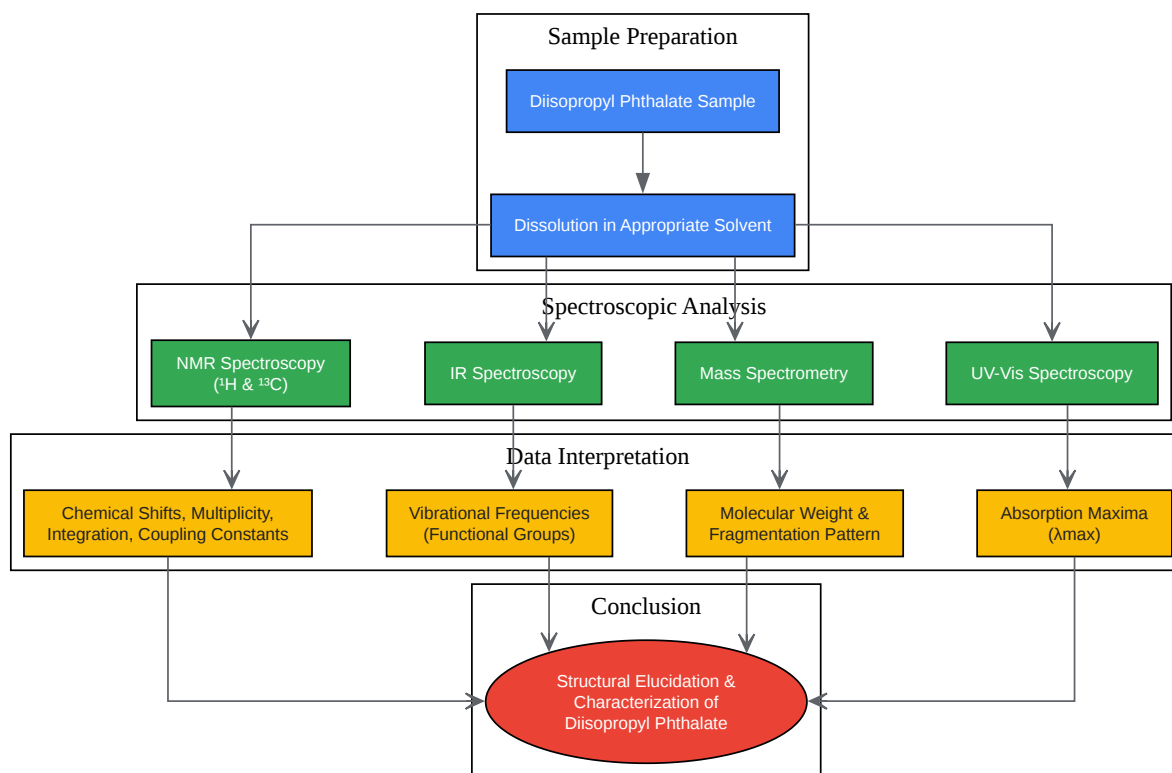 Sample Preparation
Diisopropyl Phthalate Sample
Dissolution in Appropriate Solvent
Spectroscopic Analysis
NMR Spectroscopy
(¹H & ¹³C)
IR Spectroscopy
Mass Spectrometry
UV-Vis Spectroscopy
Data Interpretation
Chemical Shifts, Multiplicity,
Integration, Coupling Constants
Vibrational Frequencies
(Functional Groups)
Molecular Weight &
Fragmentation Pattern
Absorption Maxima
(λmax)
Conclusion
Structural Elucidation &
Characterization of
Diisopropyl Phthalate